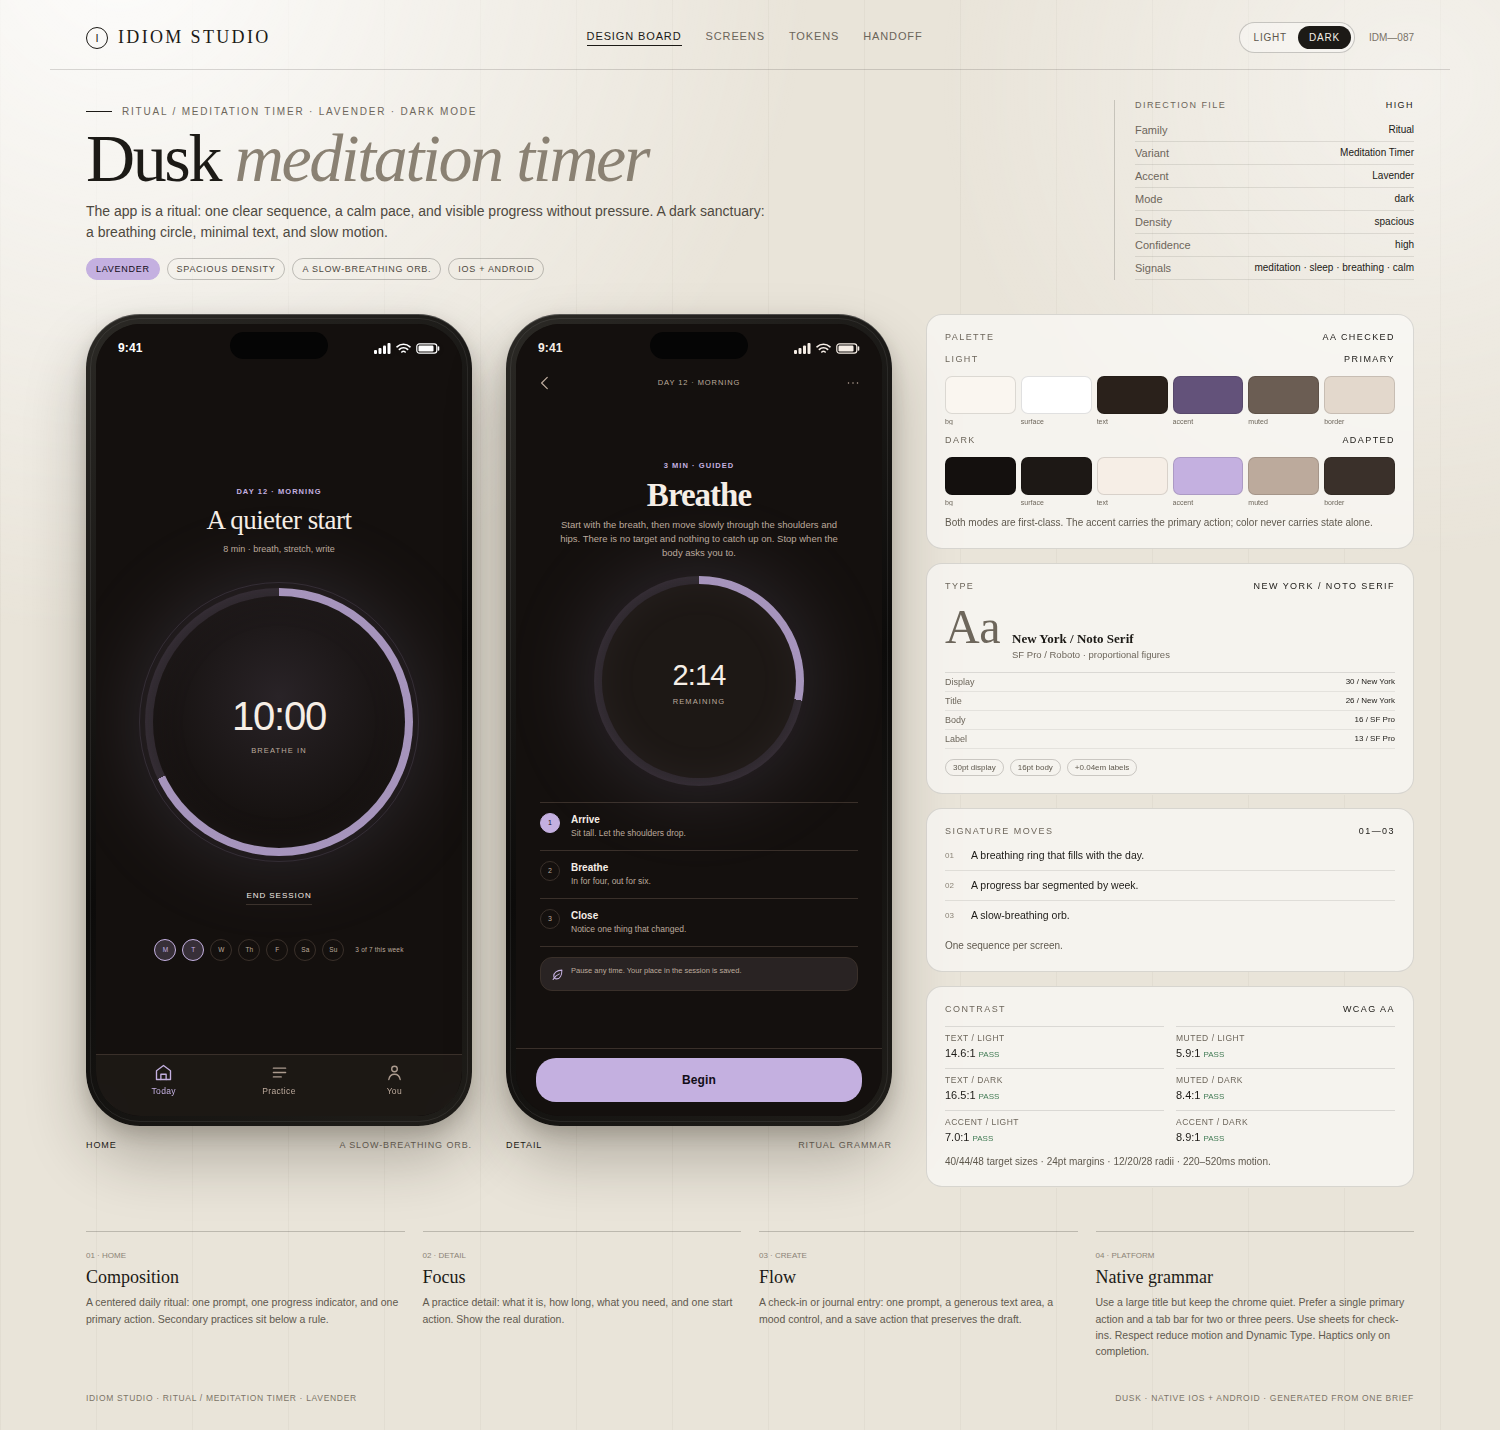 I IDIOM STUDIO
DESIGN BOARD SCREENS TOKENS HANDOFF
LIGHT DARK IDM—087
RITUAL / MEDITATION TIMER · LAVENDER · DARK MODE
Dusk meditation timer
The app is a ritual: one clear sequence, a calm pace, and visible progress without pressure. A dark sanctuary:
a breathing circle, minimal text, and slow motion.
LAVENDER SPACIOUS DENSITY A SLOW-BREATHING ORB. IOS + ANDROID
DIRECTION FILE HIGH
Family Ritual
Variant Meditation Timer
Accent Lavender
Mode dark
Density spacious
Confidence high
Signals meditation · sleep · breathing · calm
9:41
DAY 12 · MORNING
A quieter start
8 min · breath, stretch, write
10:00
BREATHE IN
END SESSION
M T W Th F Sa Su 3 of 7 this week
Today Practice You
HOME A SLOW-BREATHING ORB.
9:41
DAY 12 · MORNING
3 MIN · GUIDED
Breathe
Start with the breath, then move slowly through the shoulders and
hips. There is no target and nothing to catch up on. Stop when the
body asks you to.
2:14
REMAINING
1 Arrive
Sit tall. Let the shoulders drop.
2 Breathe
In for four, out for six.
3 Close
Notice one thing that changed.
Pause any time. Your place in the session is saved.
Begin
DETAIL RITUAL GRAMMAR
PALETTE AA CHECKED
LIGHT PRIMARY
bg surface text accent muted border
DARK ADAPTED
bg surface text accent muted border
Both modes are first-class. The accent carries the primary action; color never carries state alone.
TYPE NEW YORK / NOTO SERIF
Aa New York / Noto Serif
SF Pro / Roboto · proportional figures
Display 30 / New York
Title 26 / New York
Body 16 / SF Pro
Label 13 / SF Pro
30pt display 16pt body +0.04em labels
SIGNATURE MOVES 01—03
01 A breathing ring that fills with the day.
02 A progress bar segmented by week.
03 A slow-breathing orb.
One sequence per screen.
CONTRAST WCAG AA
TEXT / LIGHT MUTED / LIGHT
14.6:1 PASS 5.9:1 PASS
TEXT / DARK MUTED / DARK
16.5:1 PASS 8.4:1 PASS
ACCENT / LIGHT ACCENT / DARK
7.0:1 PASS 8.9:1 PASS
40/44/48 target sizes · 24pt margins · 12/20/28 radii · 220–520ms motion.
01 · HOME
Composition
A centered daily ritual: one prompt, one progress indicator, and one
primary action. Secondary practices sit below a rule.
02 · DETAIL
Focus
A practice detail: what it is, how long, what you need, and one start
action. Show the real duration.
03 · CREATE
Flow
A check-in or journal entry: one prompt, a generous text area, a
mood control, and a save action that preserves the draft.
04 · PLATFORM
Native grammar
Use a large title but keep the chrome quiet. Prefer a single primary
action and a tab bar for two or three peers. Use sheets for check-
ins. Respect reduce motion and Dynamic Type. Haptics only on
completion.
IDIOM STUDIO · RITUAL / MEDITATION TIMER · LAVENDER
DUSK · NATIVE IOS + ANDROID · GENERATED FROM ONE BRIEF